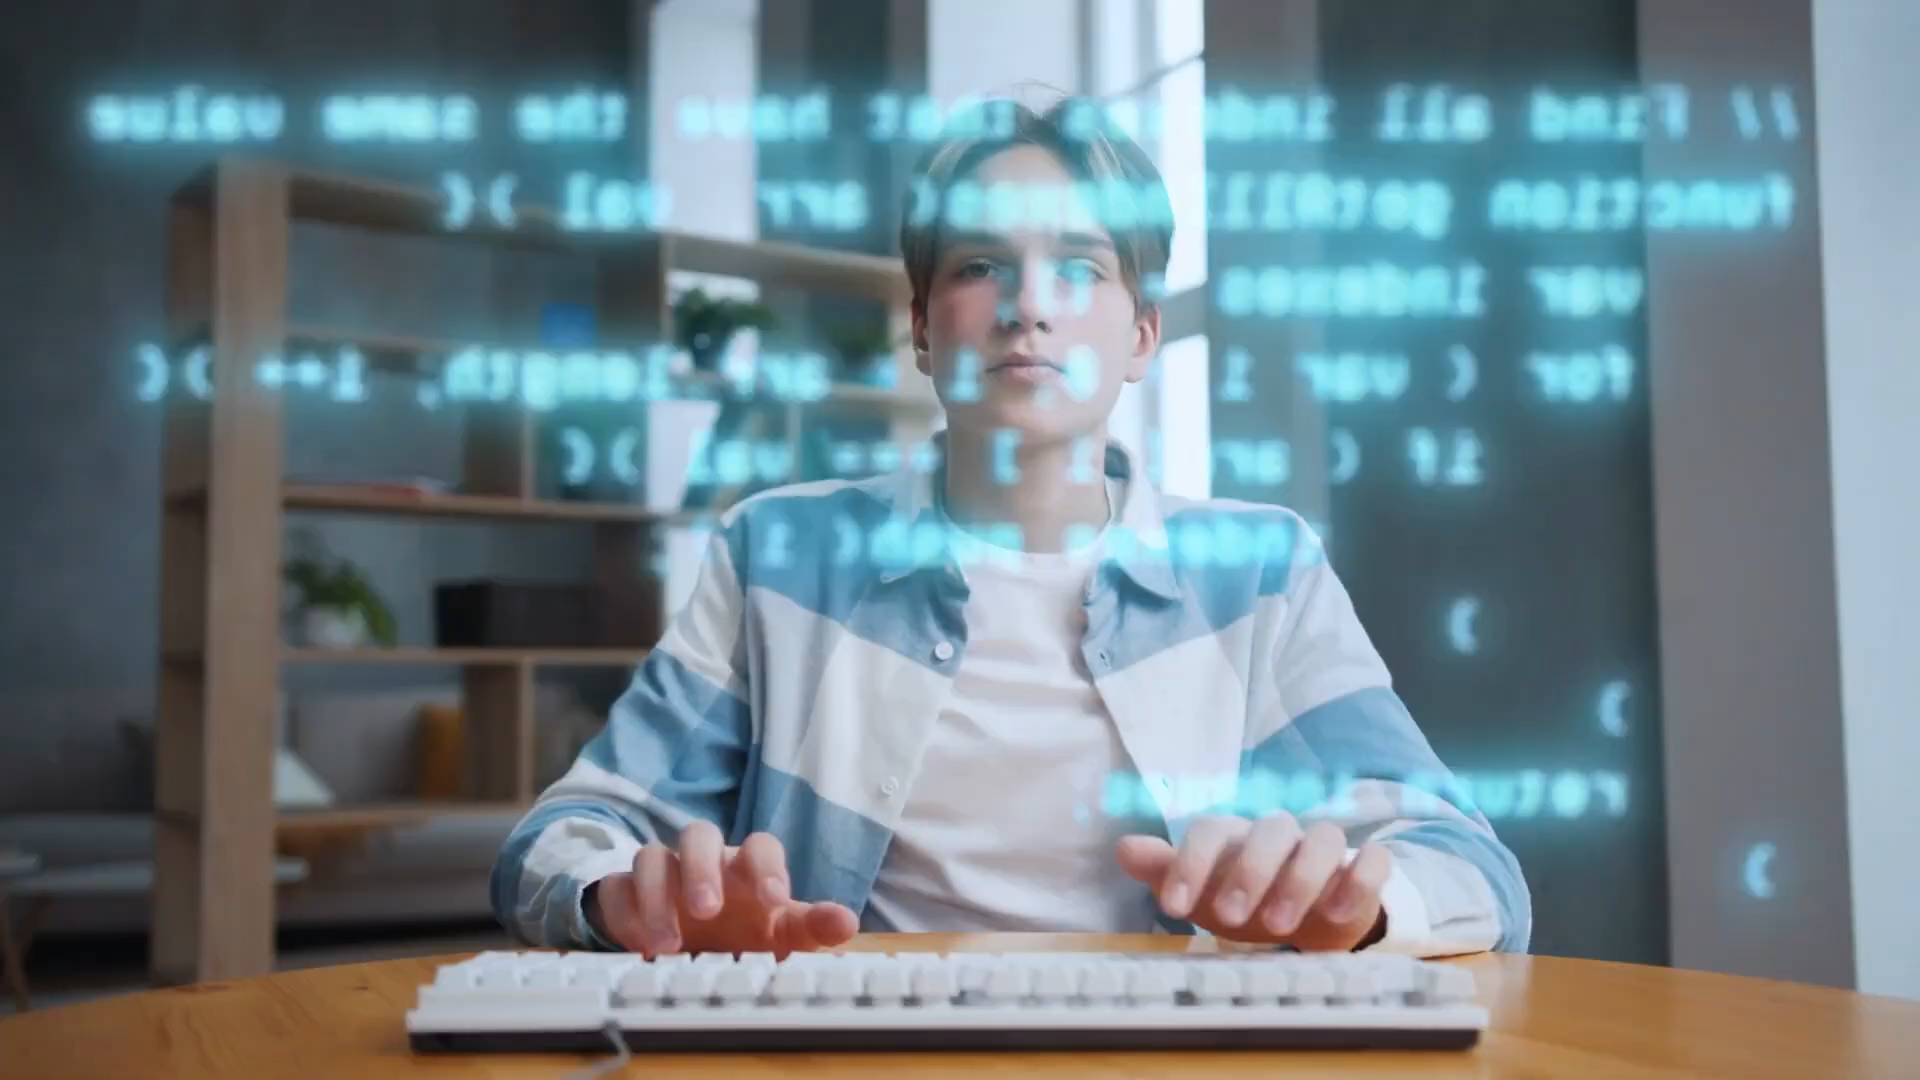 // Find all indexes that have the same value
function getAllIndexes( arr, val ){
var indexes = [];
for ( var i = 0; i < arr.length; i++ ){
if ( arr[ i ] === val ){
indexes.push( i );
}
}
return indexes;
}